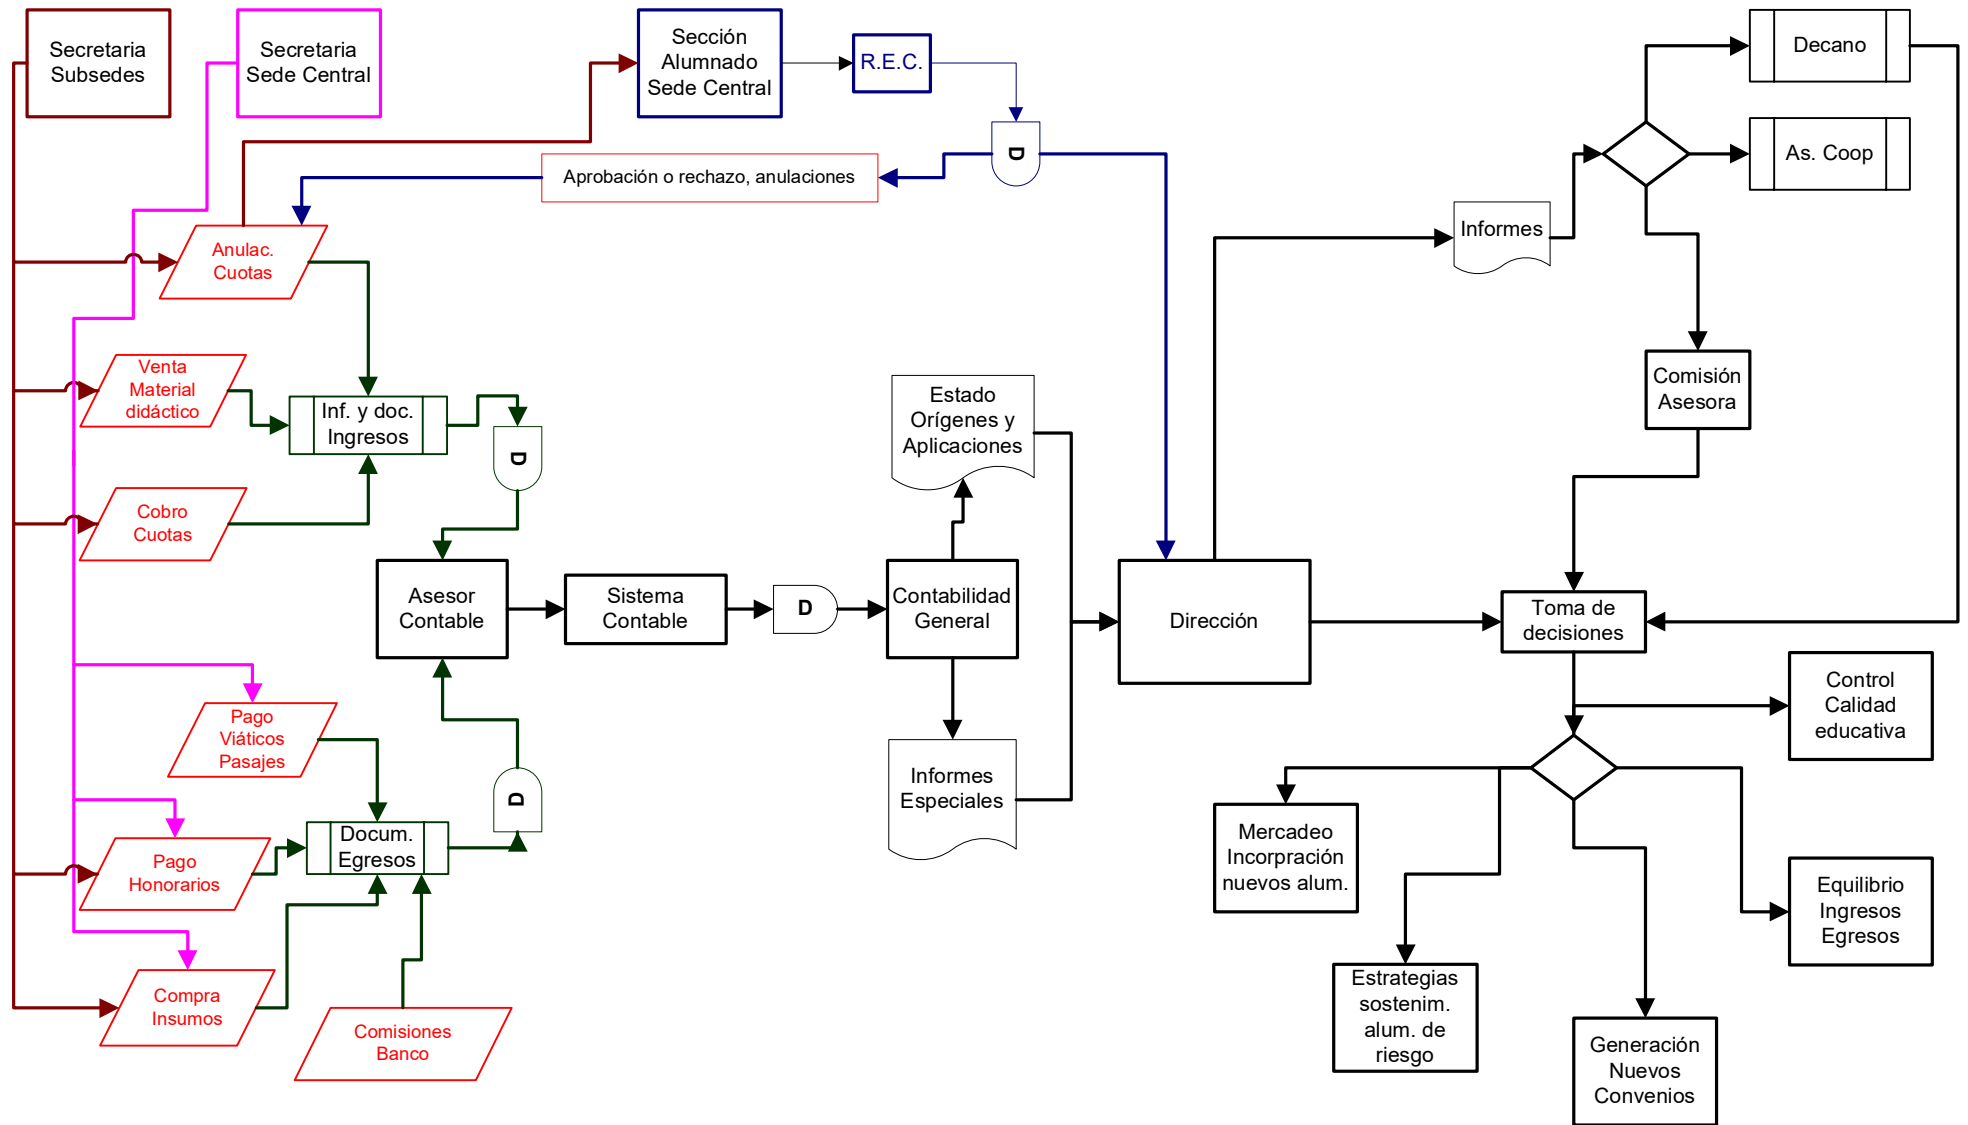 Secretaria
Subsedes
Secretaria
Sede Central
Sección
Alumnado
Sede Central
R.E.C.
D
Decano
As. Coop
Aprobación o rechazo, anulaciones
Informes
Anulac.
Cuotas
Venta
Material
didáctico
Inf. y doc.
Ingresos
D
Cobro
Cuotas
Estado
Orígenes y
Aplicaciones
Comisión
Asesora
Asesor
Contable
Sistema
Contable
D
Contabilidad
General
Dirección
Toma de
decisiones
Control
Calidad
educativa
Pago
Viáticos
Pasajes
D
Informes
Especiales
Docum.
Egresos
Pago
Honorarios
Mercadeo
Incorpración
nuevos alum.
Equilibrio
Ingresos
Egresos
Compra
Insumos
Comisiones
Banco
Estrategias
sostenim.
alum. de
riesgo
Generación
Nuevos
Convenios